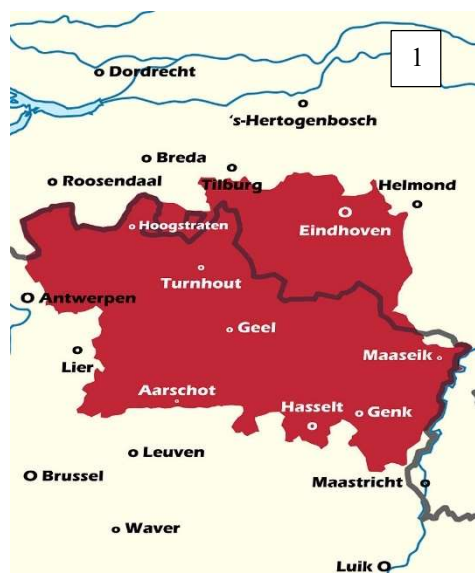 1
Dordrecht
's-Hertogenbosch
Breda
Tilburg
Roosendaal
Helmond
Hoogstraten
Eindhoven
Turnhout
Antwerpen
Geel
Lier
Maaseik
Aarschot
Hasselt
Genk
Leuven
Brussel
Maastricht
Waver
Luik